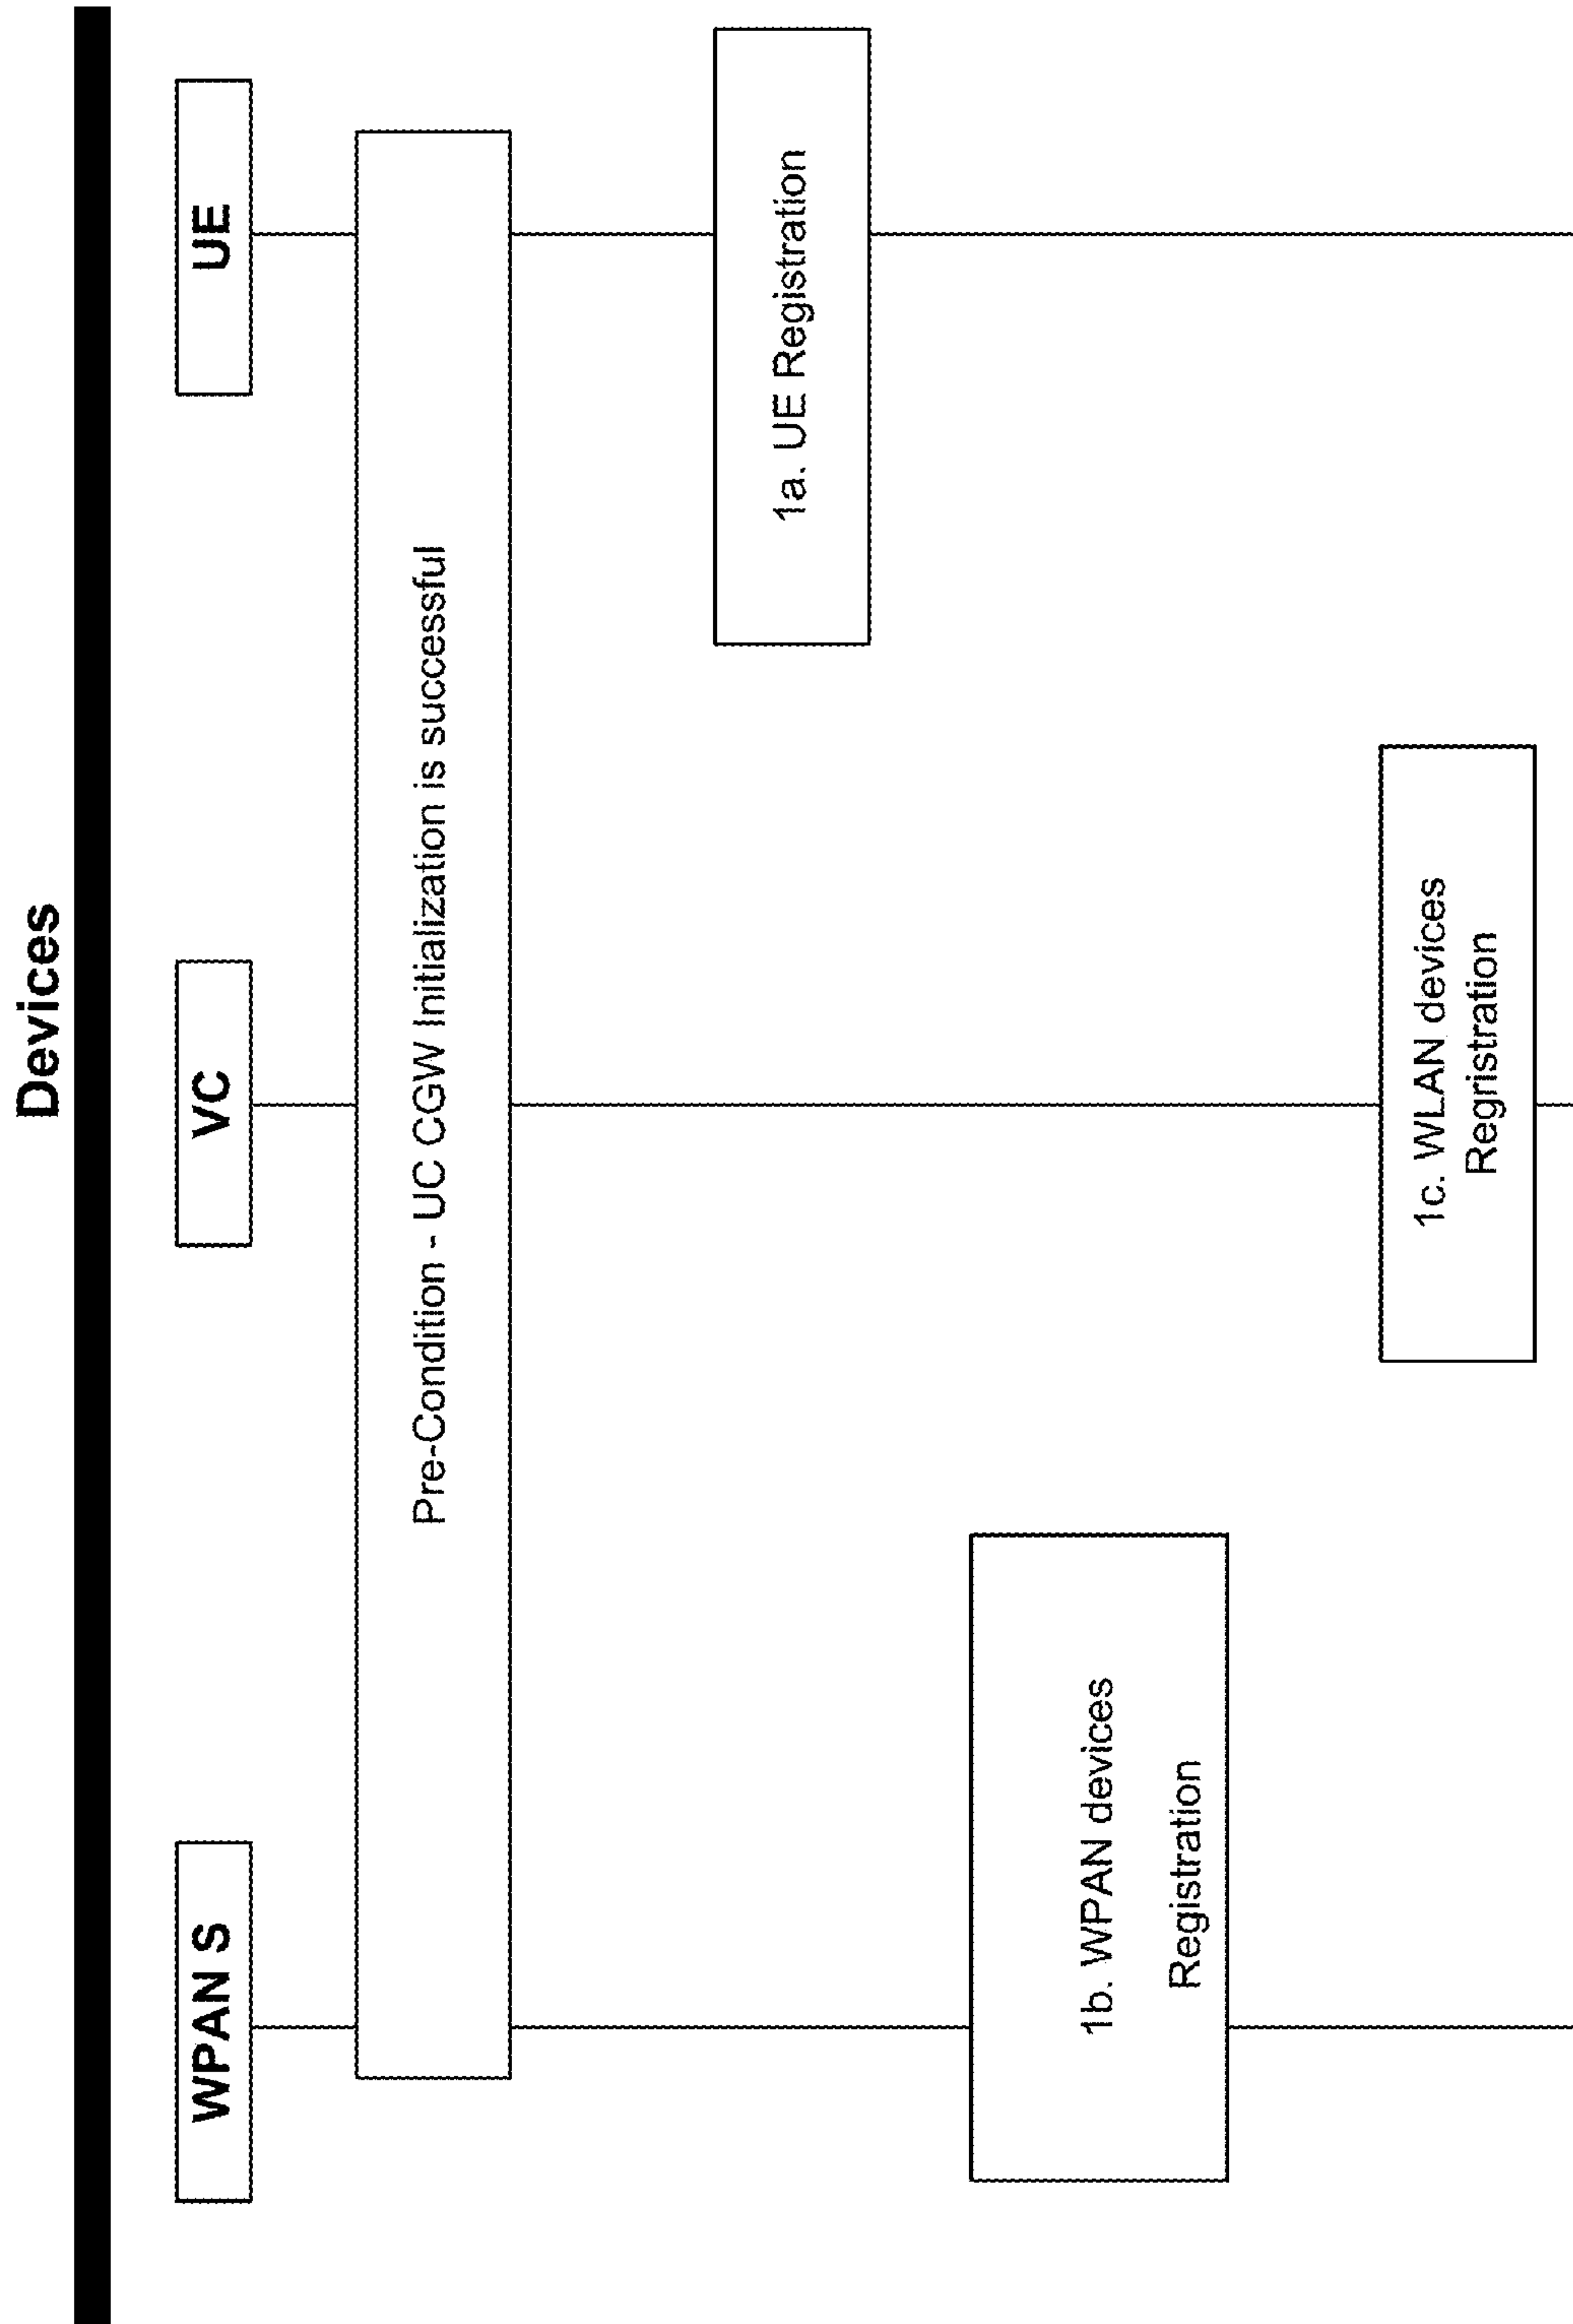 Devices
WPAN S
VC
UE
Pre-Condition - UC CGW Initialization is successful
1a. UE Registration
1b. WPAN devices
Registration
1c. WLAN devices
Regristration